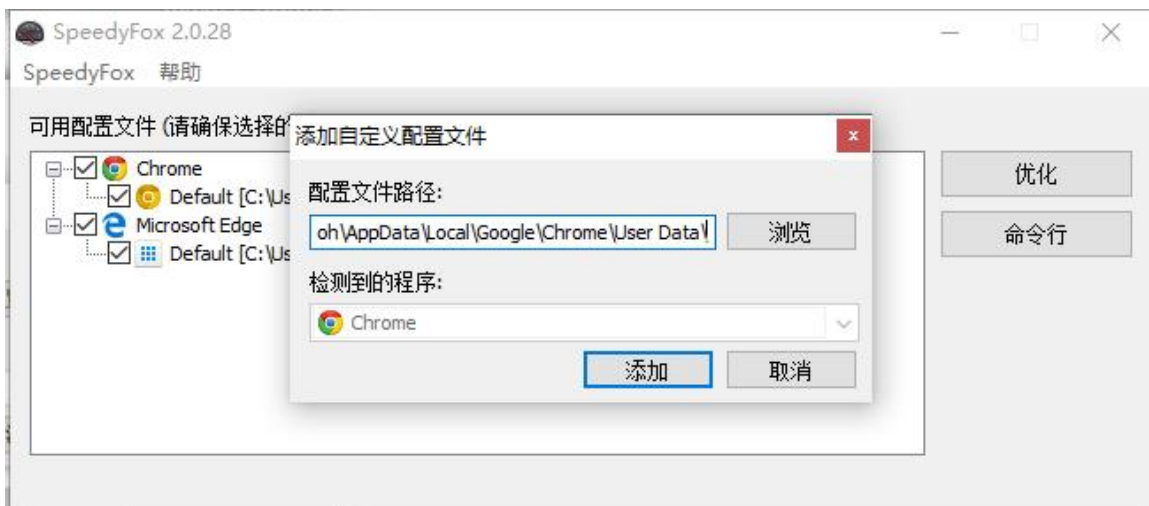 SpeedyFox 2.0.28
SpeedyFox 帮助
可用配置文件 (请确保选择的
添加自定义配置文件
Chrome
Default [C:\Us
Microsoft Edge
Default [C:\Us
配置文件路径:
oh\AppData\Local\Google\Chrome\User Data\
浏览
检测到的程序:
Chrome
添加
取消
优化
命令行